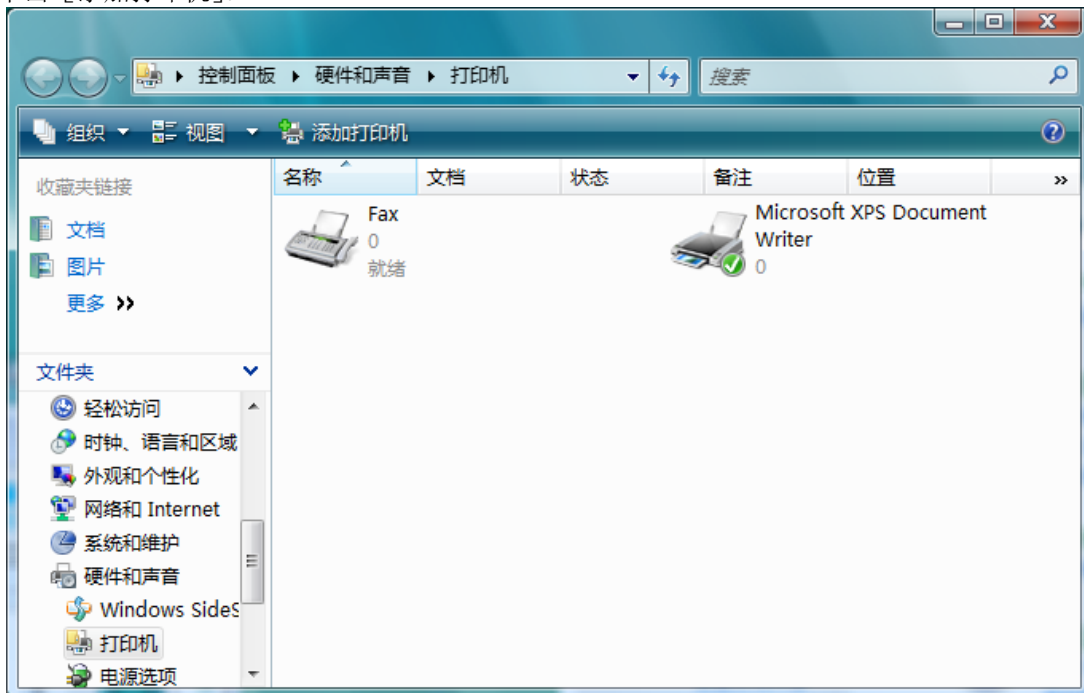 控制面板 ▸ 硬件和声音 ▸ 打印机
搜索
组织 视图 添加打印机
收藏夹链接
文档
图片
更多 »
文件夹
轻松访问
时钟、语言和区域
外观和个性化
网络和 Internet
系统和维护
硬件和声音
Windows SideS
打印机
电源选项
名称 文档 状态 备注 位置 »
Fax
0
就绪
Microsoft XPS Document
Writer
0